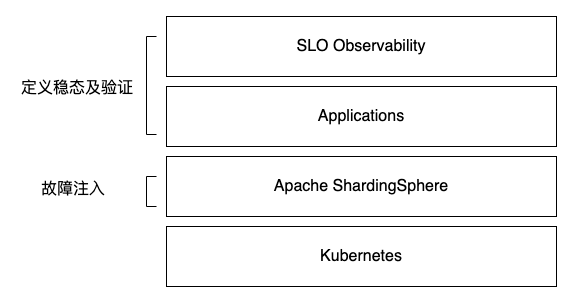 SLO Observability
定义稳态及验证
Applications
故障注入
Apache ShardingSphere
Kubernetes